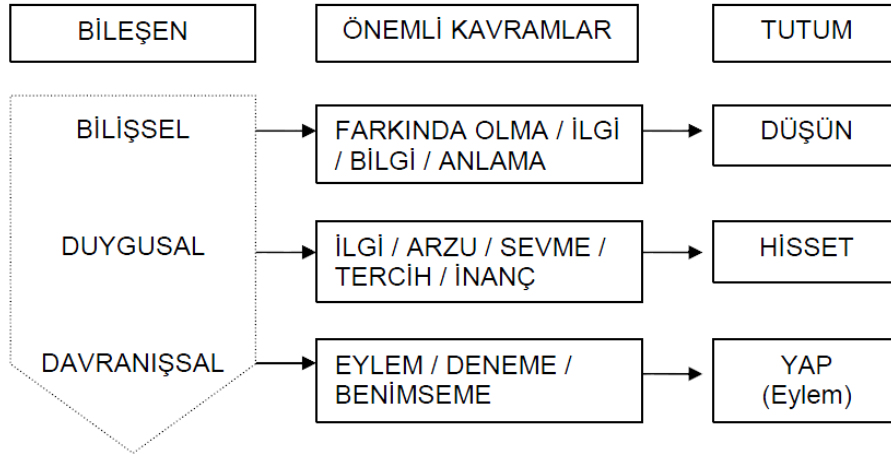 BİLEŞEN
ÖNEMLİ KAVRAMLAR
TUTUM
BİLİŞSEL
FARKINDA OLMA / İLGİ
/ BİLGİ / ANLAMA
DÜŞÜN
DUYGUSAL
İLGİ / ARZU / SEVME /
TERCİH / İNANÇ
HİSSET
DAVRANIŞSAL
EYLEM / DENEME /
BENİMSEME
YAP
(Eylem)